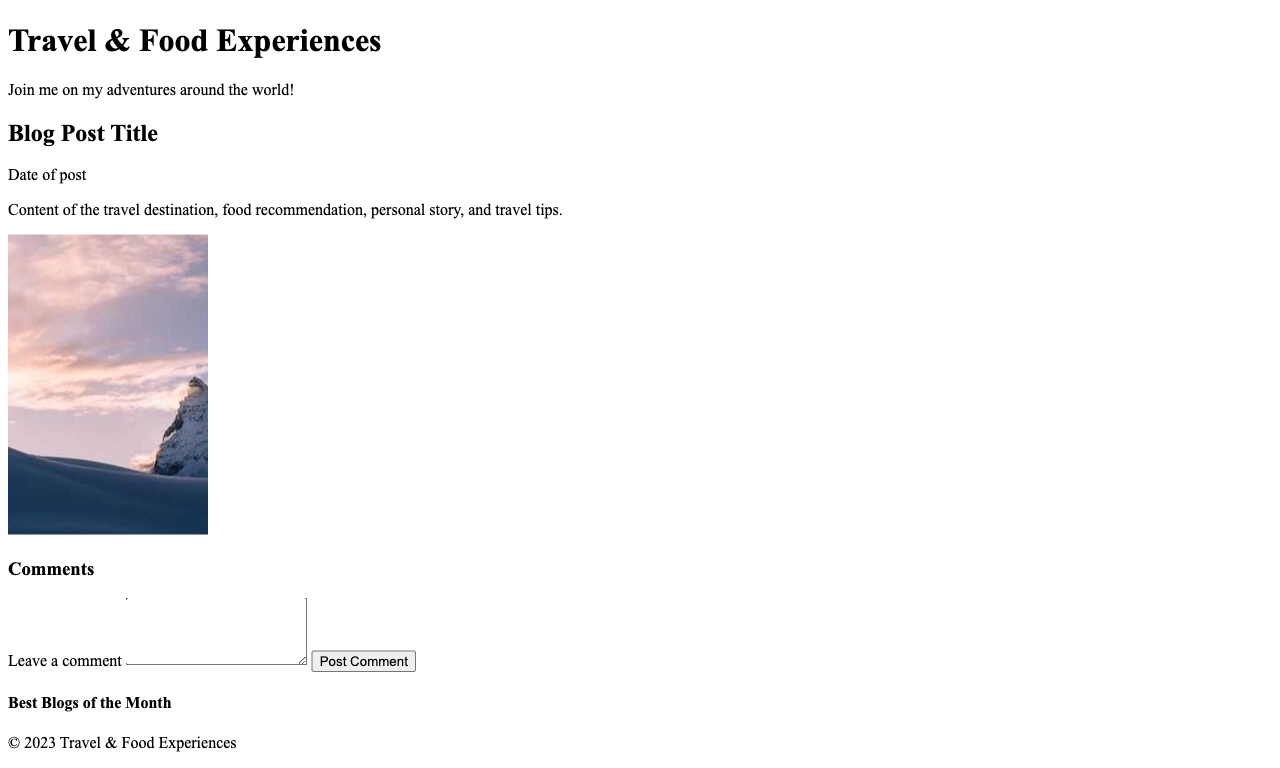 Travel & Food Experiences
Join me on my adventures around the world!
Blog Post Title
Date of post
Content of the travel destination, food recommendation, personal story, and travel tips.
Comments
Leave a comment Post Comment
Best Blogs of the Month
© 2023 Travel & Food Experiences